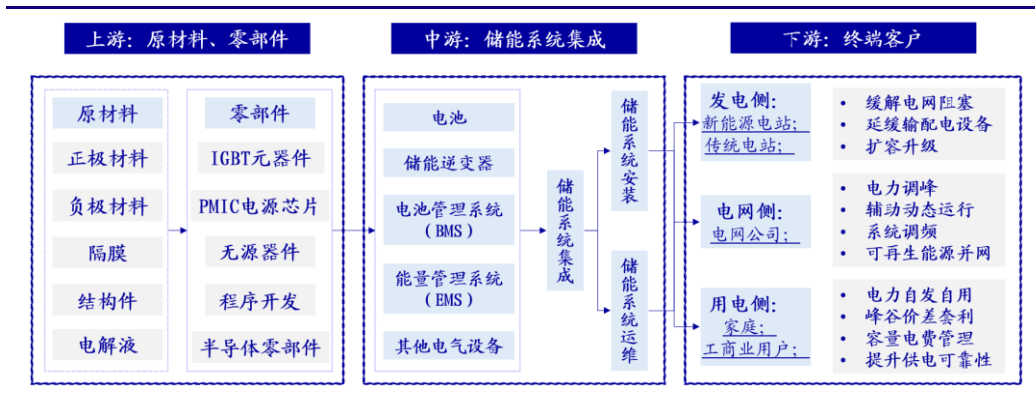 上游: 原材料、零部件
原材料
正极材料
负极材料
隔膜
结构件
电解液
零部件
IGBT元器件
PMIC电源芯片
无源器件
程序开发
半导体零部件
中游: 储能系统集成
电池
储能逆变器
电池管理系统
(BMS)
能量管理系统
(EMS)
其他电气设备
储能系统集成
储能系统安装
储能系统运维
下游: 终端客户
发电侧:
新能源电站;
传统电站;
• 缓解电网阻塞
• 延缓输配电设备
• 扩容升级
电网侧:
电网公司;
• 电力调峰
• 辅助动态运行
• 系统调频
• 可再生能源并网
用电侧:
家庭;
工商业用户;
• 电力自发自用
• 峰谷价差套利
• 容量电费管理
• 提升供电可靠性